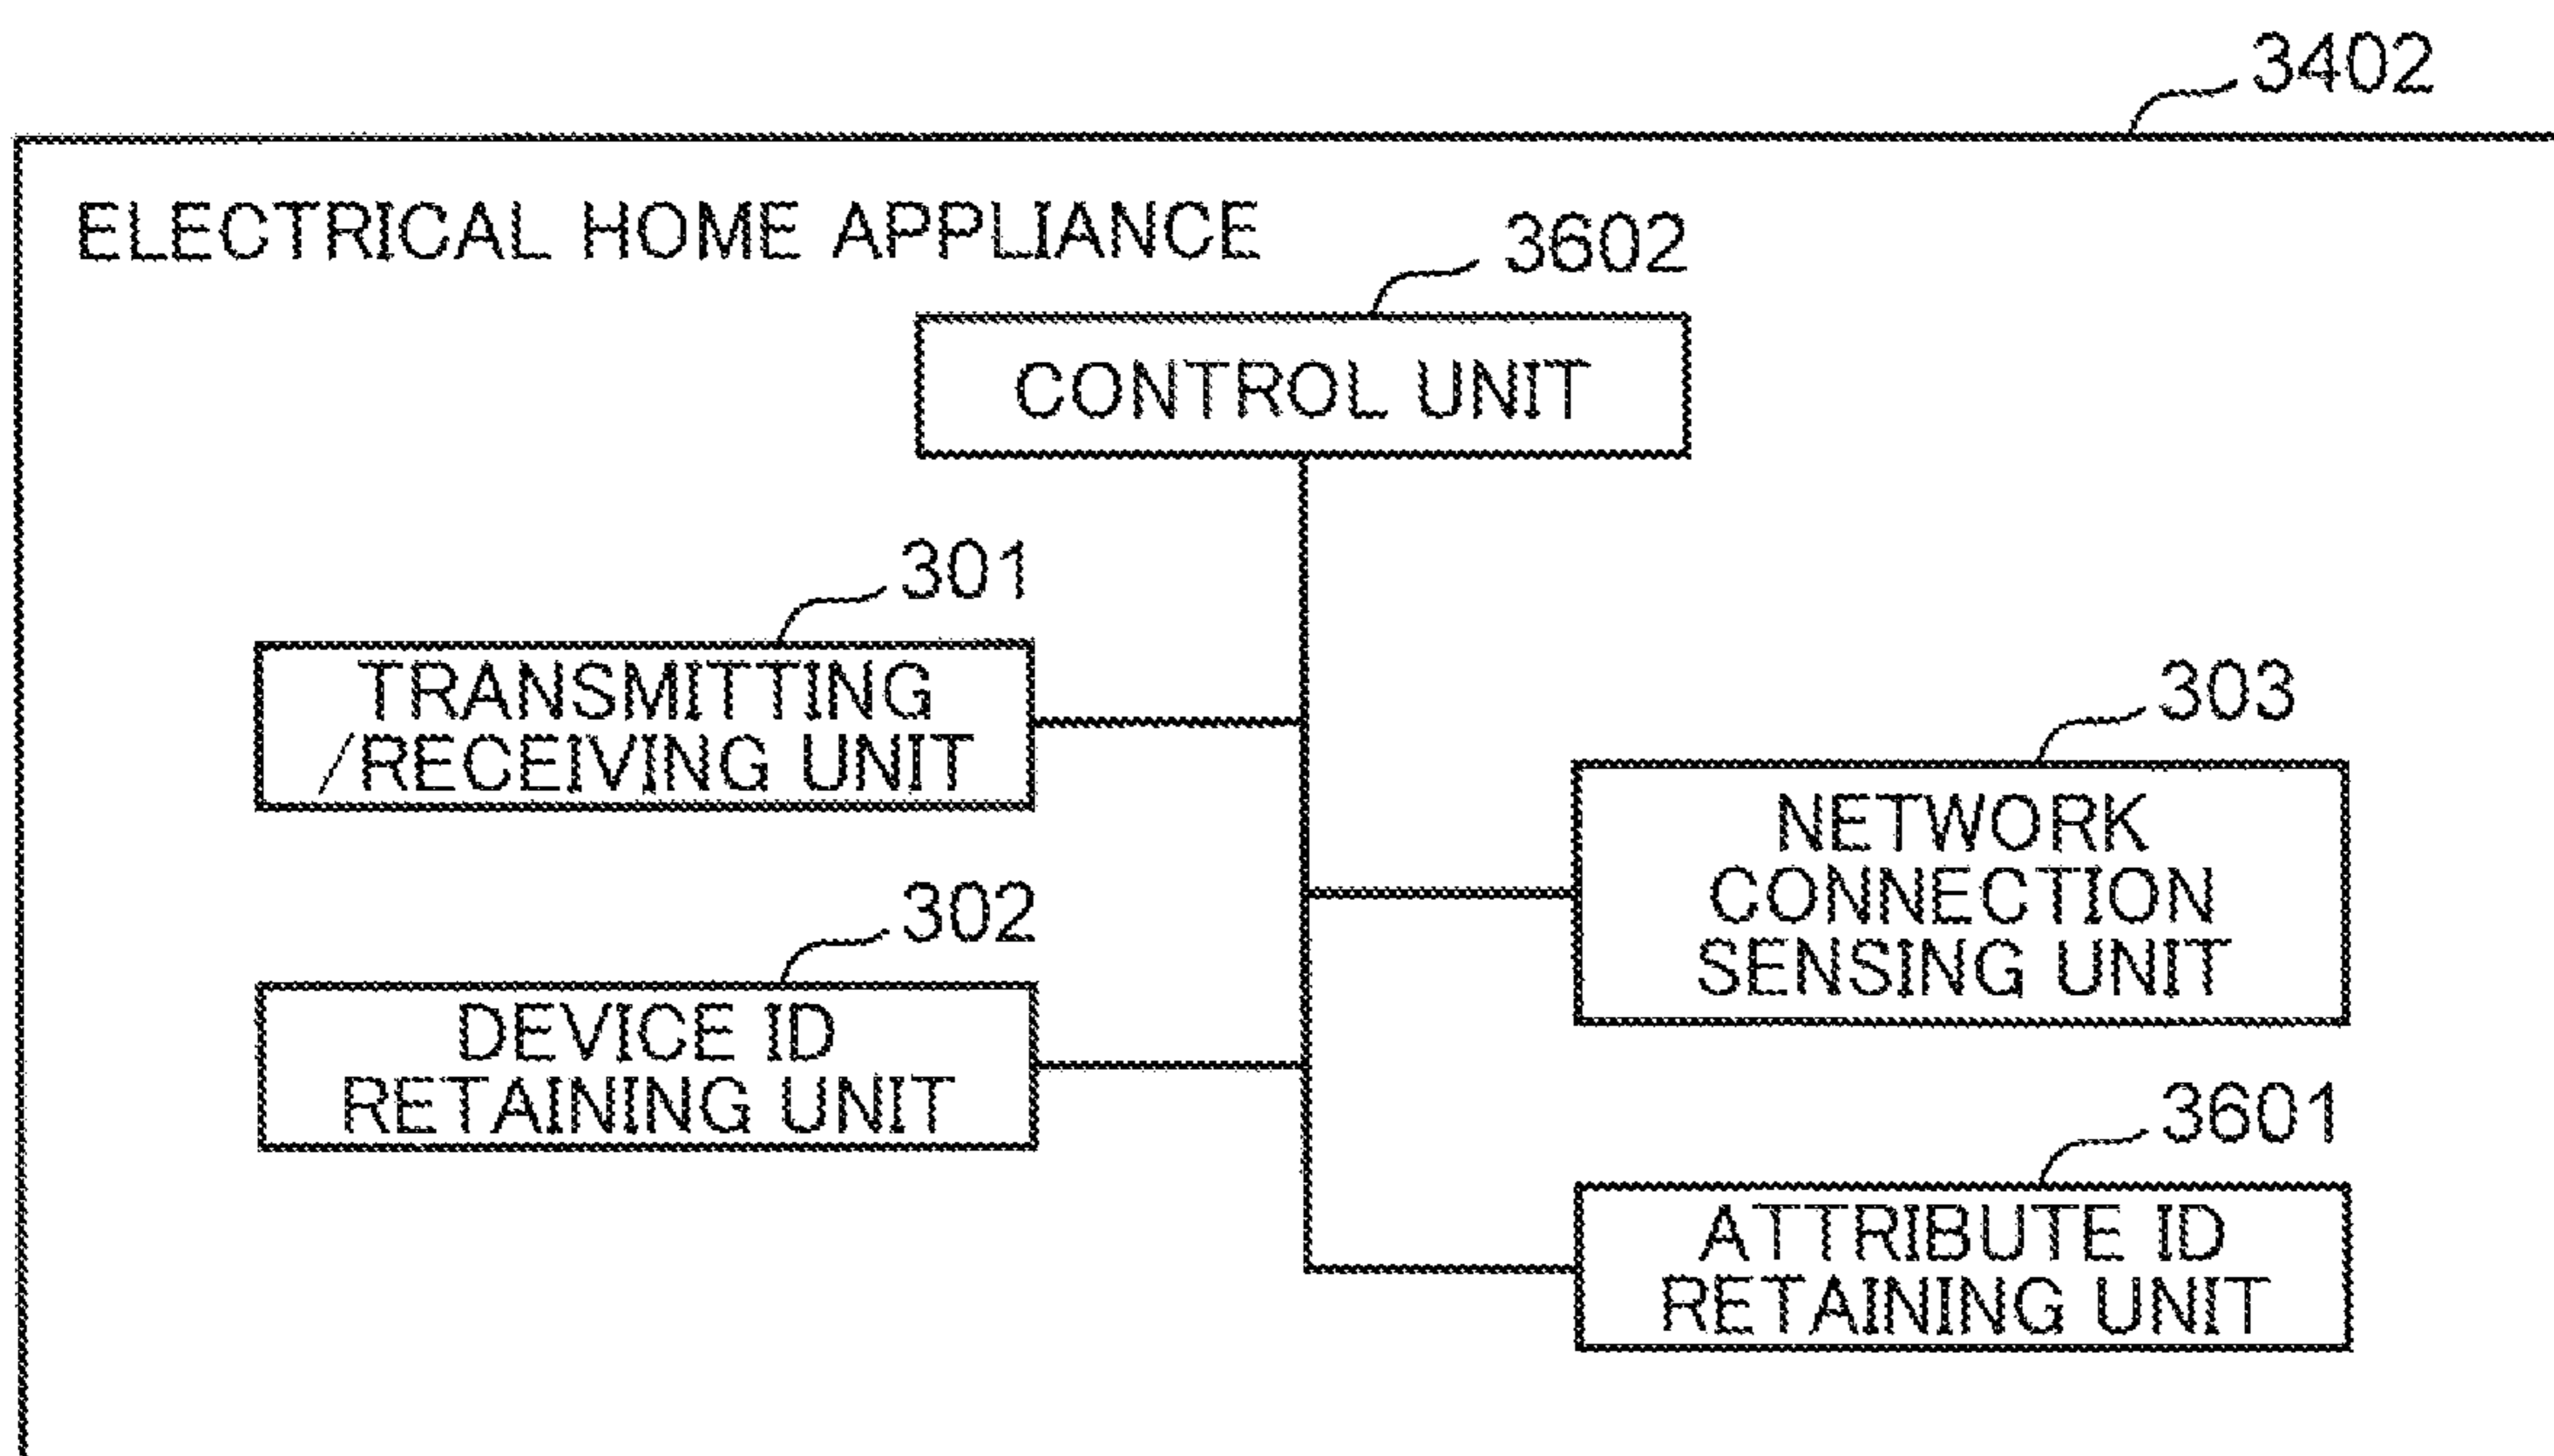 3402
ELECTRICAL HOME APPLIANCE
3602
CONTROL UNIT
301
TRANSMITTING
/RECEIVING UNIT
303
NETWORK
CONNECTION
SENSING UNIT
302
DEVICE ID
RETAINING UNIT
3601
ATTRIBUTE ID
RETAINING UNIT